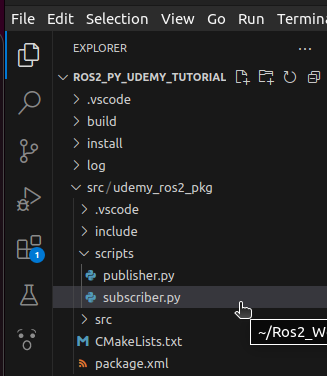 File Edit Selection View Go Run Termina
EXPLORER
ROS2_PY_UDEMY_TUTORIAL
.vscode
build
install
log
src/udemy_ros2_pkg
.vscode
include
scripts
publisher.py
subscriber.py
~/Ros2_W
src
CMakeLists.txt
package.xml
1